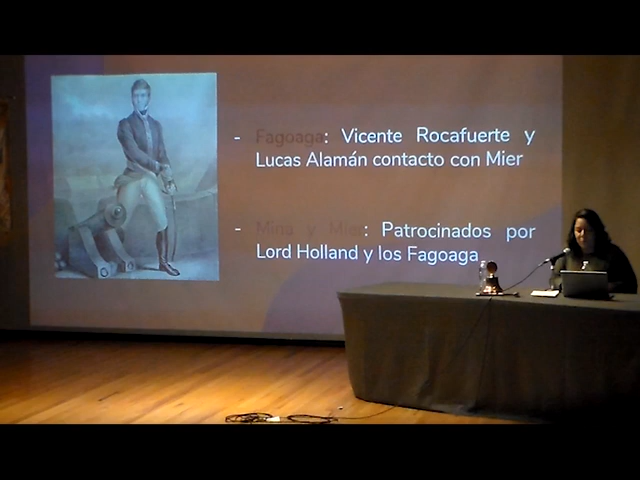 - Fagoaga: Vicente Rocafuerte y
Lucas Alamán contacto con Mier
- Mina y Mier: Patrocinados por
Lord Holland y los Fagoaga